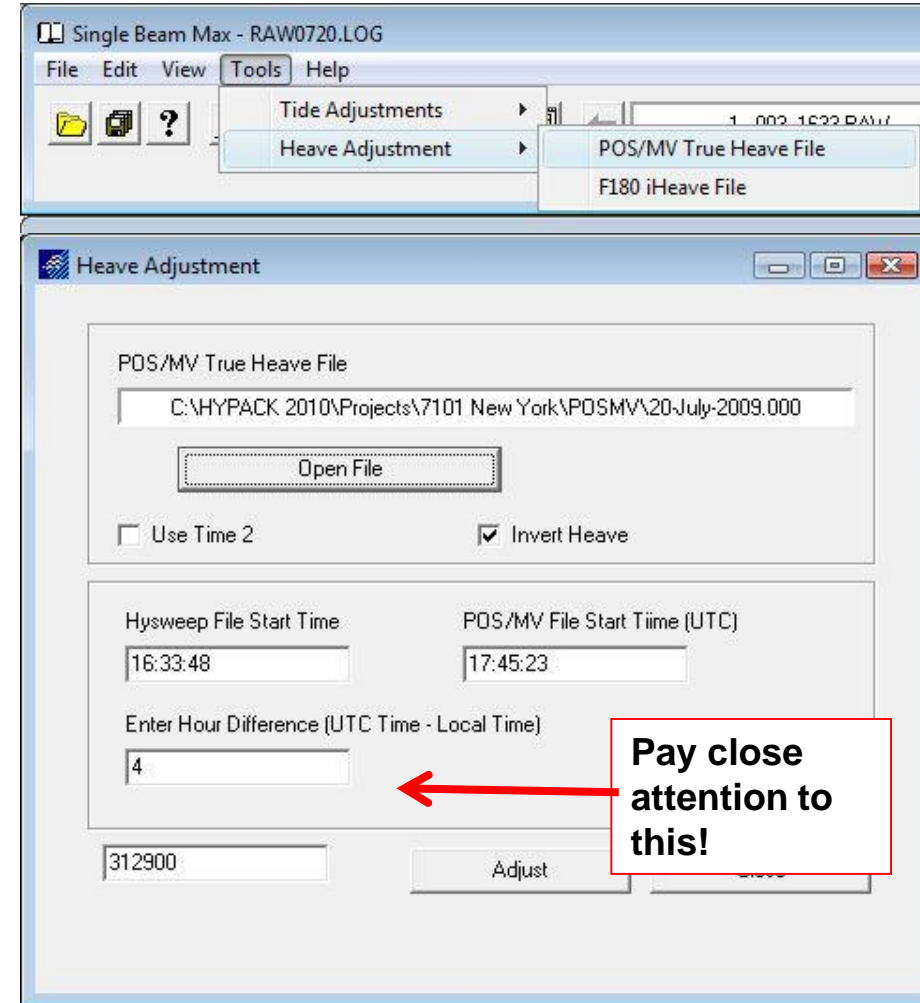 Single Beam Max - RAW0720.LOG
File Edit View Tools Help
Tide Adjustments
Heave Adjustment
POS/MV True Heave File
F180 iHeave File
Heave Adjustment
POS/MV True Heave File
C:\HYPACK 2010\Projects\7101 New York\POSMV\20-July-2009.000
Open File
Use Time 2 Invert Heave
Hysweep File Start Time POS/MV File Start Tiime (UTC)
16:33:48 17:45:23
Enter Hour Difference (UTC Time - Local Time)
4
Pay close
attention to
this!
312900 Adjust